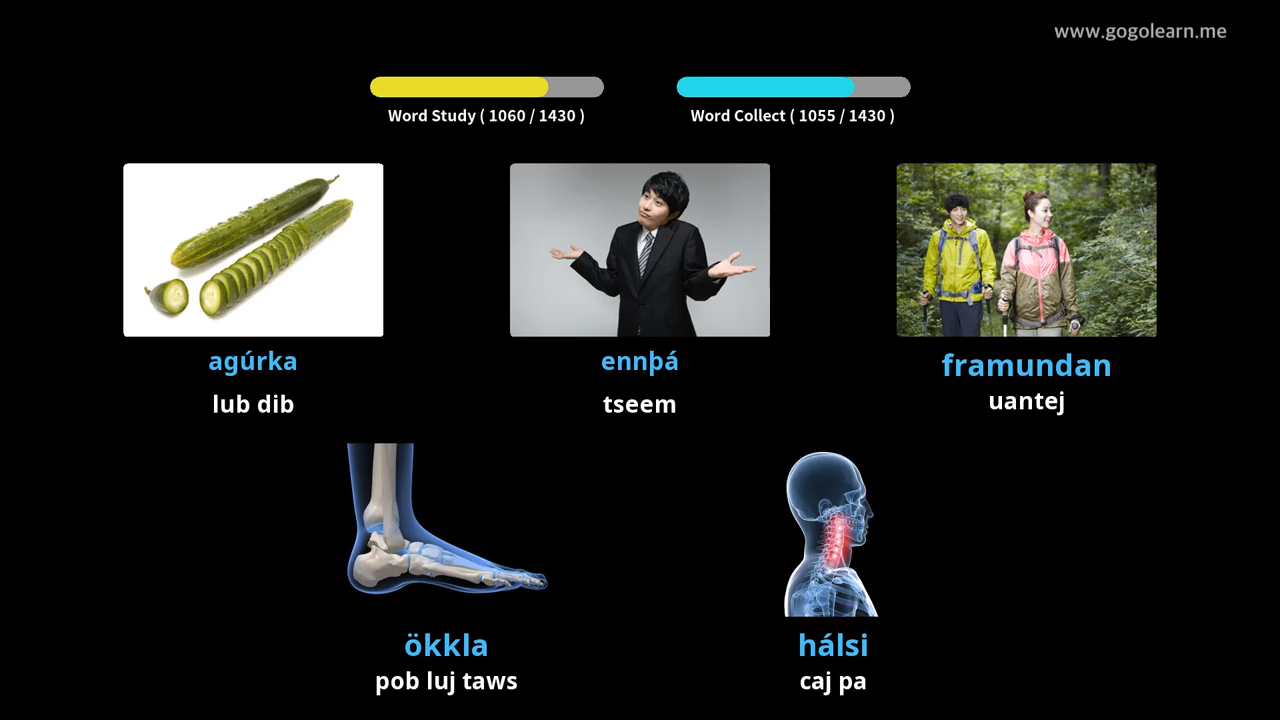 www.gogolearn.me
Word Study ( 1060 / 1430 )
Word Collect ( 1055 / 1430 )
agúrka
lub dib
ennþá
tseem
framundan
uantej
ökkla
pob luj taws
hálsi
caj pa